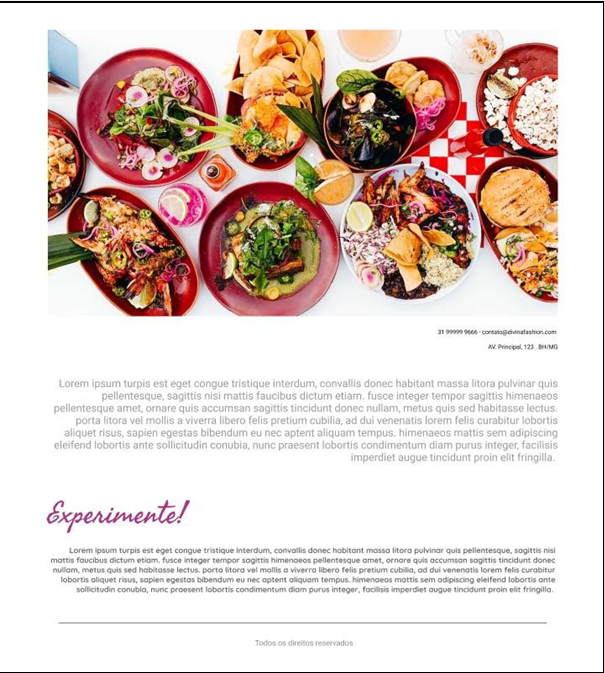 31 99999 9666 - contato@divinafashion.com
AV. Principal, 123 . BH/MG
Lorem ipsum turpis est eget congue tristique interdum, convallis donec habitant massa litora pulvinar quis
pellentesque, sagittis nisi mattis faucibus dictum etiam. fusce integer tempor sagittis himenaeos
pellentesque amet, ornare quis accumsan sagittis tincidunt donec nullam, metus quis sed habitasse lectus.
porta litora vel mollis a viverra libero felis pretium cubilia, ad dui venenatis lorem felis curabitur lobortis
aliquet risus, sapien egestas bibendum eu nec aptent aliquam tempus. himenaeos mattis sem adipiscing
eleifend lobortis ante sollicitudin conubia, nunc praesent lobortis condimentum diam purus integer, facilisis
imperdiet augue tincidunt proin elit fringilla.
Experimente!
Lorem ipsum turpis est eget congue tristique interdum, convallis donec habitant massa litora pulvinar quis pellentesque, sagittis nisi
mattis faucibus dictum etiam. fusce integer tempor sagittis himenaeos pellentesque amet, ornare quis accumsan sagittis tincidunt donec
nullam, metus quis sed habitasse lectus. porta litora vel mollis a viverra libero felis pretium cubilia, ad dui venenatis lorem felis curabitur
lobortis aliquet risus, sapien egestas bibendum eu nec aptent aliquam tempus. himenaeos mattis sem adipiscing eleifend lobortis ante
sollicitudin conubia, nunc praesent lobortis condimentum diam purus integer, facilisis imperdiet augue tincidunt proin elit fringilla.
Todos os direitos reservados